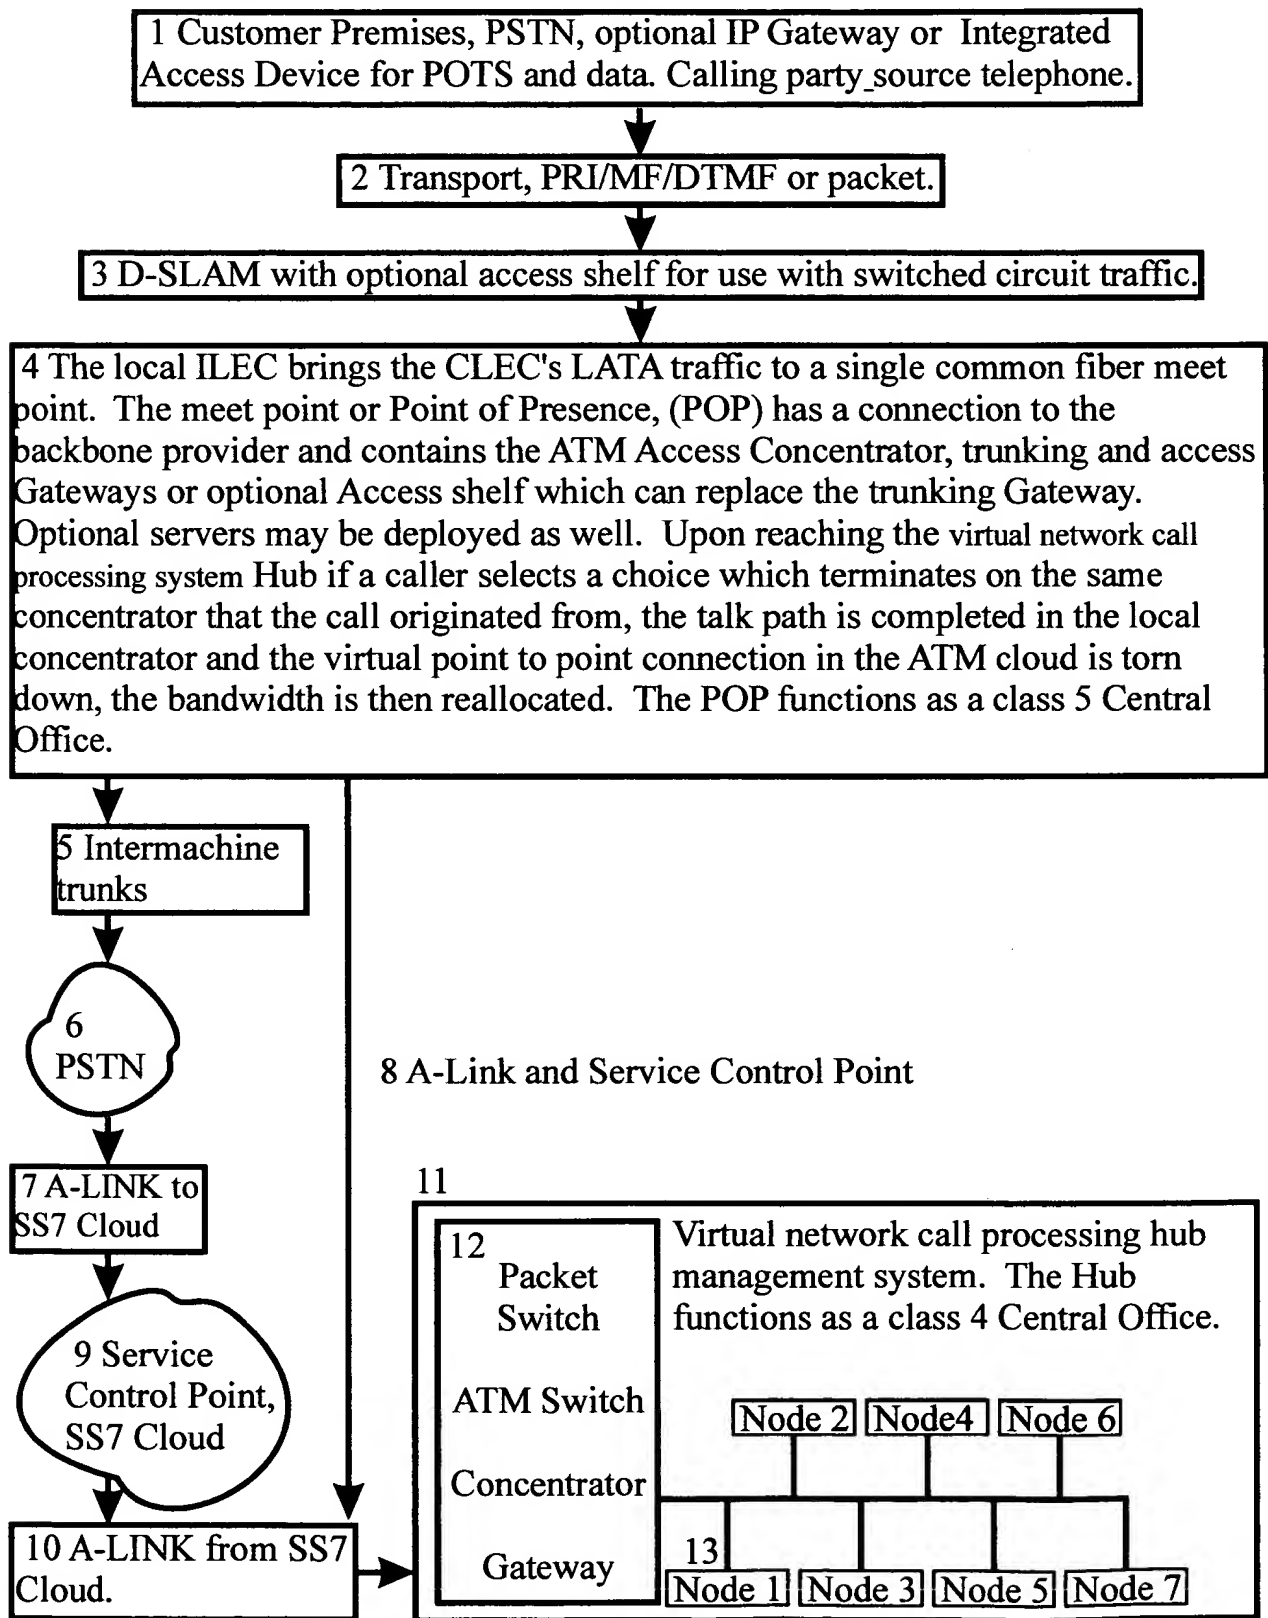 1 Customer Premises, PSTN, optional IP Gateway or Integrated
Access Device for POTS and data. Calling party_source telephone.
2 Transport, PRI/MF/DTMF or packet.
3 D-SLAM with optional access shelf for use with switched circuit traffic.
4 The local ILEC brings the CLEC's LATA traffic to a single common fiber meet
point. The meet point or Point of Presence, (POP) has a connection to the
backbone provider and contains the ATM Access Concentrator, trunking and access
Gateways or optional Access shelf which can replace the trunking Gateway.
Optional servers may be deployed as well. Upon reaching the virtual network call
processing system Hub if a caller selects a choice which terminates on the same
concentrator that the call originated from, the talk path is completed in the local
concentrator and the virtual point to point connection in the ATM cloud is torn
down, the bandwidth is then reallocated. The POP functions as a class 5 Central
Office.
5 Intermachine
trunks
6
PSTN
8 A-Link and Service Control Point
7 A-LINK to
SS7 Cloud
9 Service
Control Point,
SS7 Cloud
10 A-LINK from SS7
Cloud.
11
12
Packet
Switch
ATM Switch
Concentrator
Gateway
Virtual network call processing hub
management system. The Hub
functions as a class 4 Central Office.
Node 2 Node4 Node 6
13
Node 1 Node 3 Node 5 Node 7